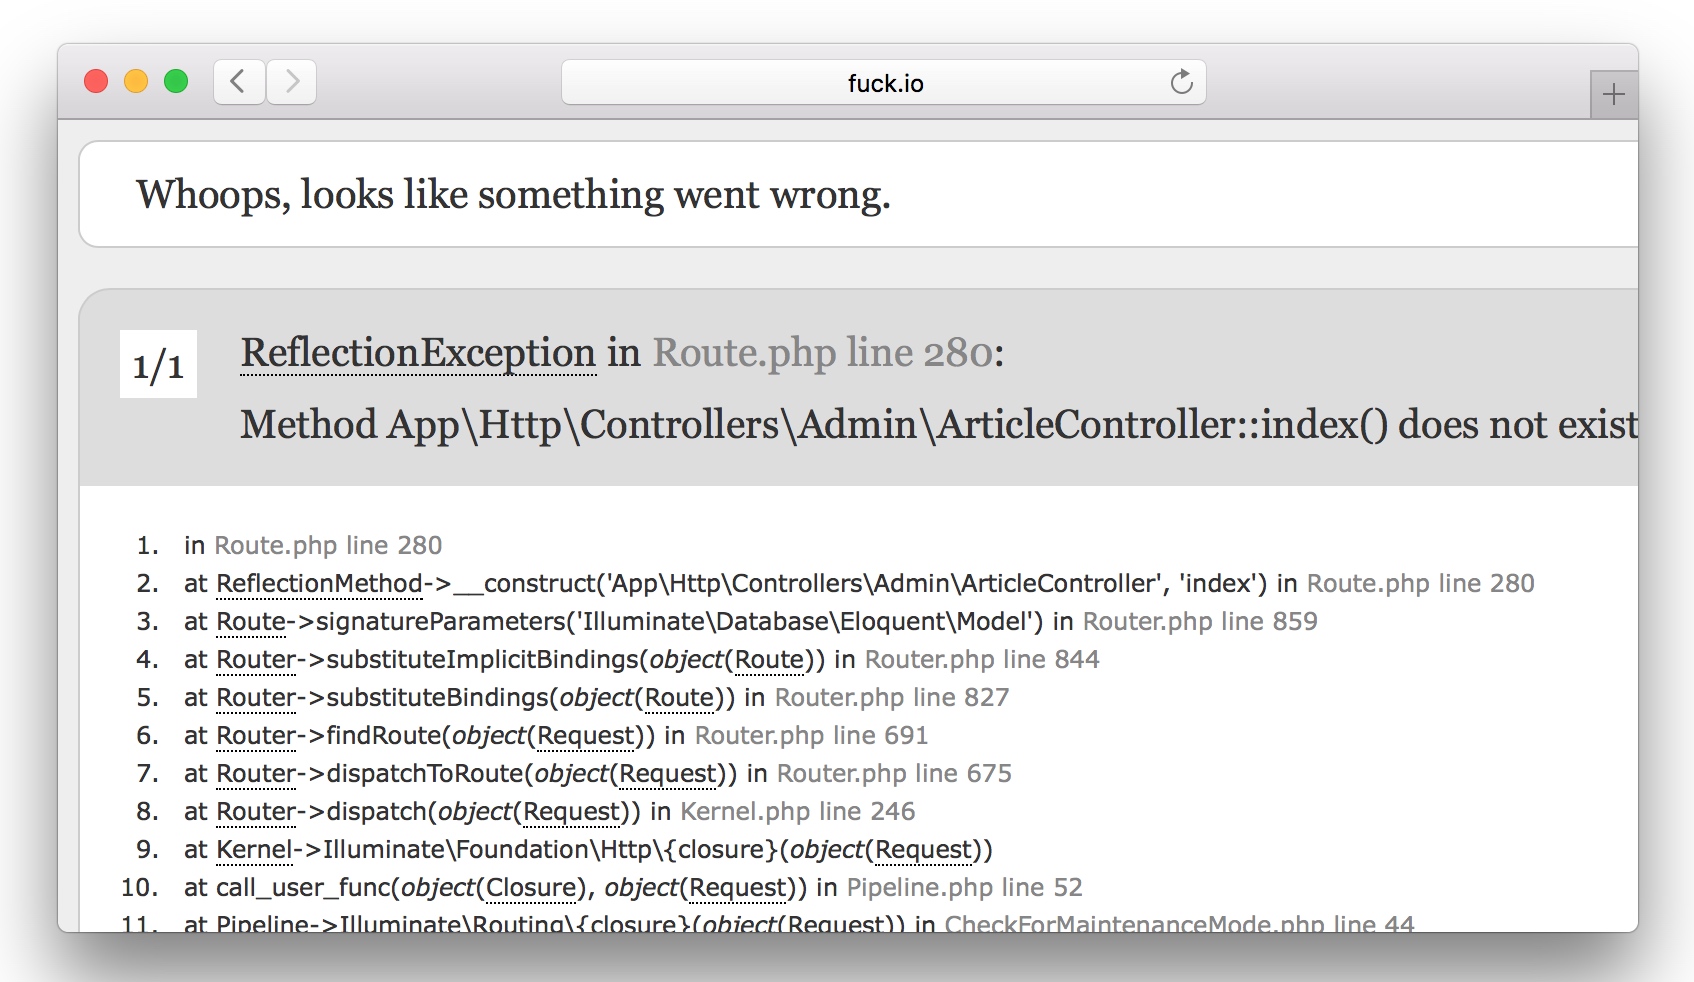 fuck.io
Whoops, looks like something went wrong.
1/1
ReflectionException in Route.php line 280:
Method App\Http\Controllers\Admin\ArticleController::index() does not exist
1. in Route.php line 280
2. at ReflectionMethod->__construct('App\Http\Controllers\Admin\ArticleController', 'index') in Route.php line 280
3. at Route->signatureParameters('Illuminate\Database\Eloquent\Model') in Router.php line 859
4. at Router->substituteImplicitBindings(object(Route)) in Router.php line 844
5. at Router->substituteBindings(object(Route)) in Router.php line 827
6. at Router->findRoute(object(Request)) in Router.php line 691
7. at Router->dispatchToRoute(object(Request)) in Router.php line 675
8. at Router->dispatch(object(Request)) in Kernel.php line 246
9. at Kernel->Illuminate\Foundation\Http\{closure}(object(Request))
10. at call_user_func(object(Closure), object(Request)) in Pipeline.php line 52
11. at Pipeline->Illuminate\Routing\{closure}(object(Request)) in CheckForMaintenanceMode.php line 44